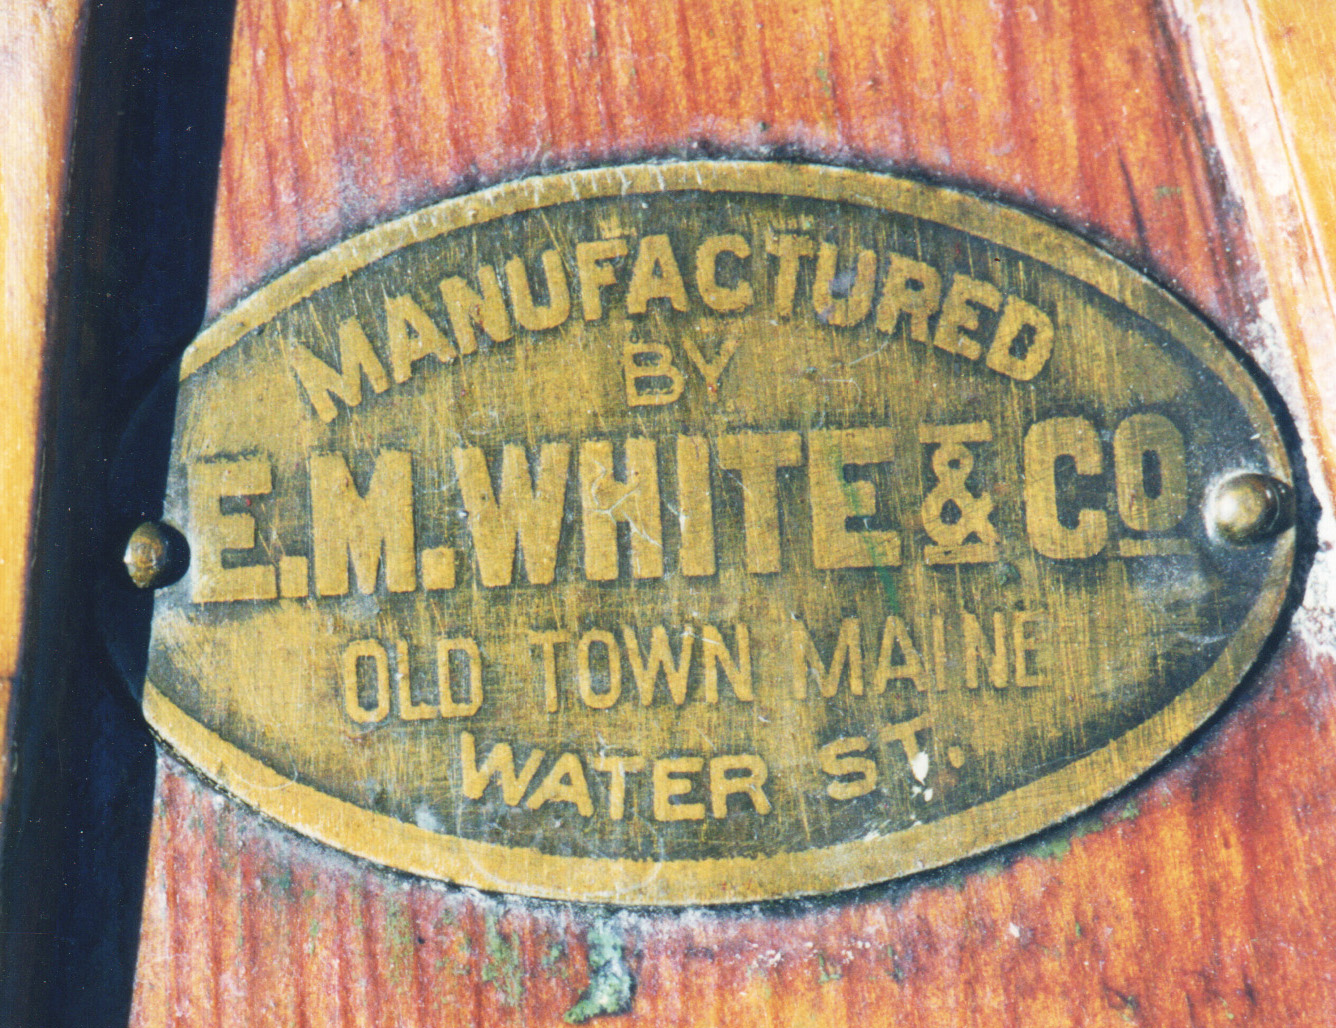 MANUFACTURED
BY
E.M.WHITE & CO
OLD TOWN MAINE
WATER ST.